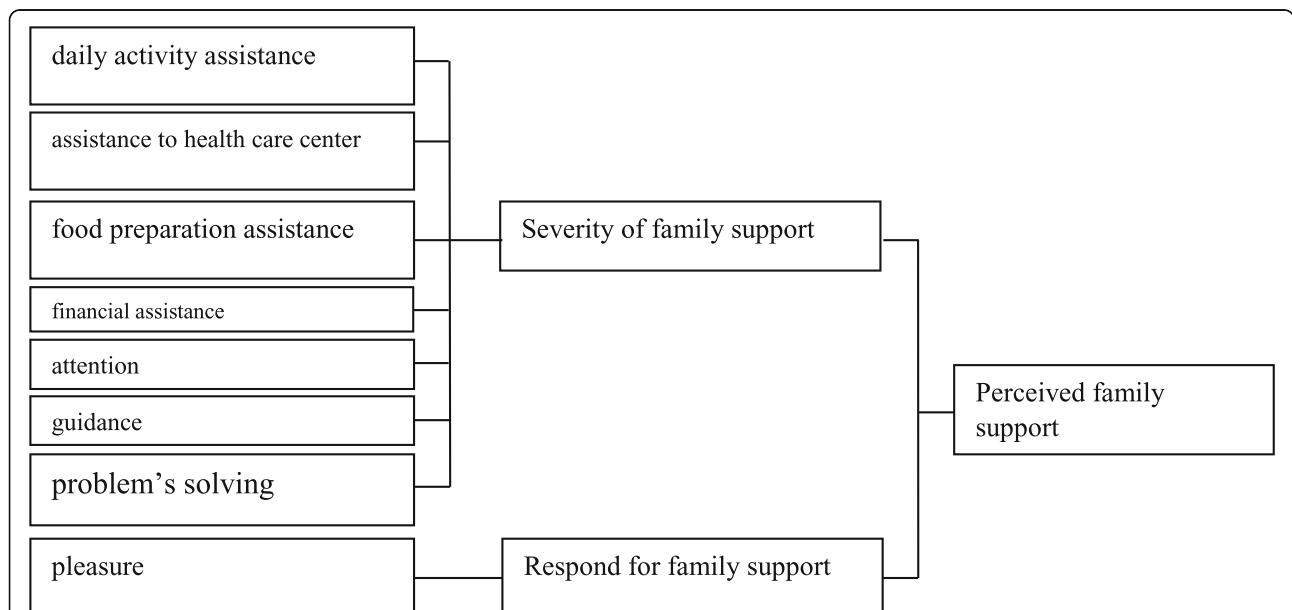 daily activity assistance
assistance to health care center
food preparation assistance
financial assistance
attention
guidance
problem’s solving
pleasure
Severity of family support
Respond for family support
Perceived family
support